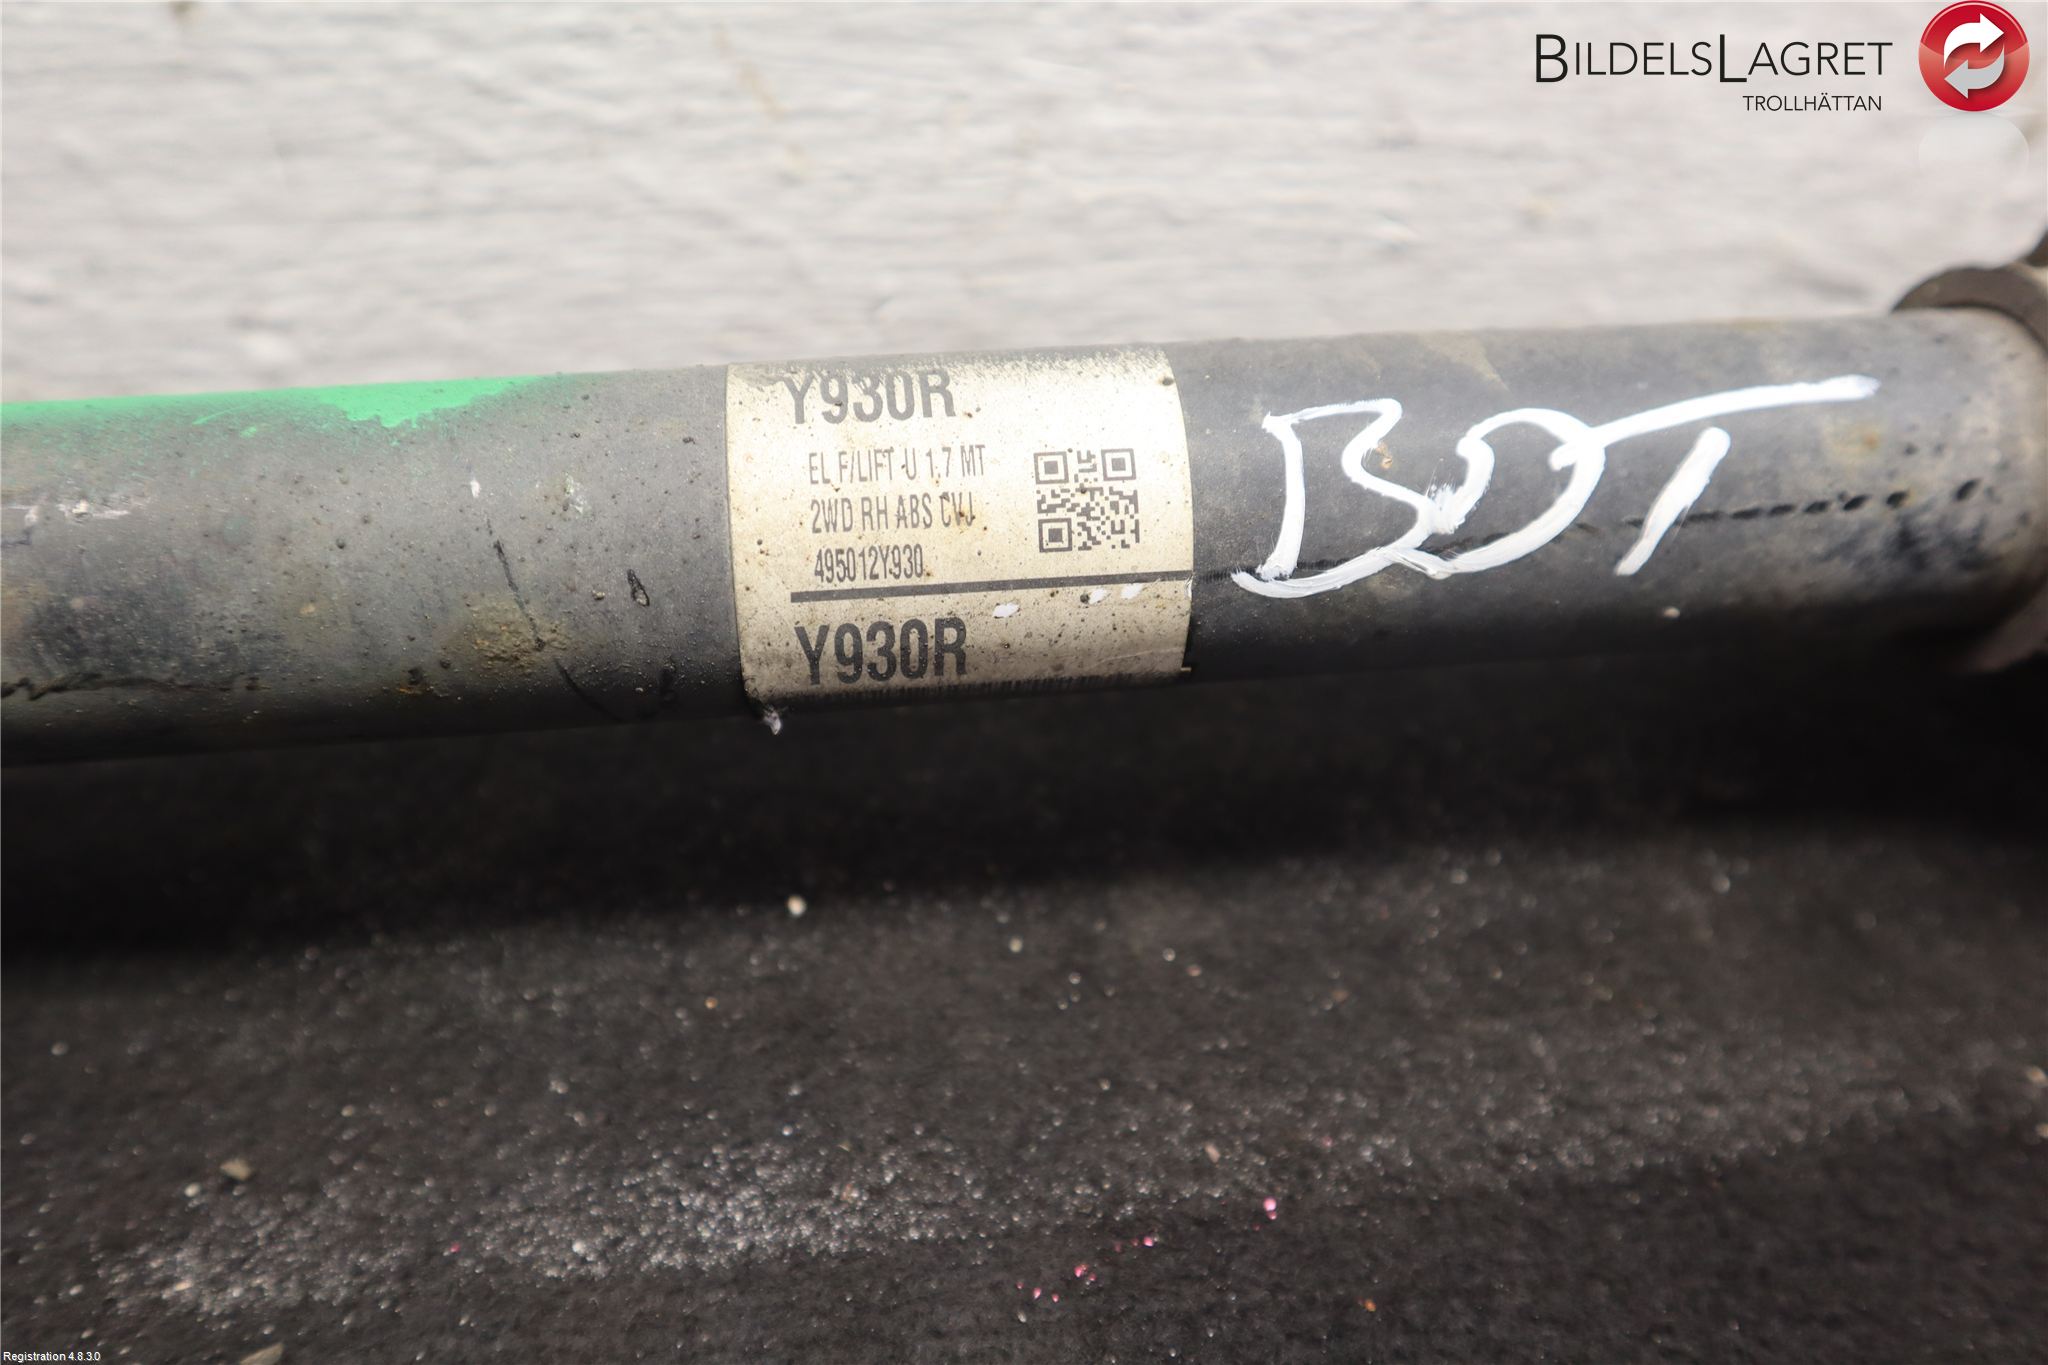 BILDELSLAGRET
TROLLHÄTTAN
Y930R
EL F/LIFT U 1.7 MT
2WD RH ABS CVJ
495012Y930
Y930R
BDT
Registration 4.8.3.0